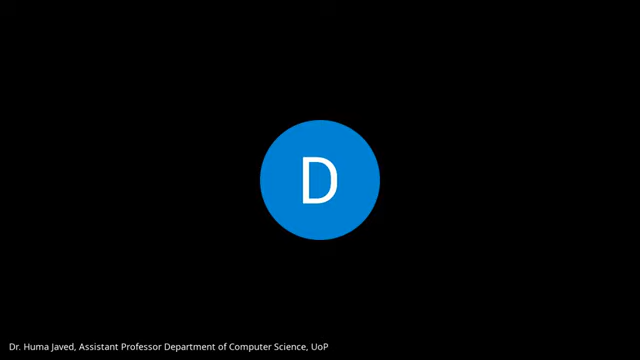 D
Dr. Huma Javed, Assistant Professor Department of Computer Science, UoP